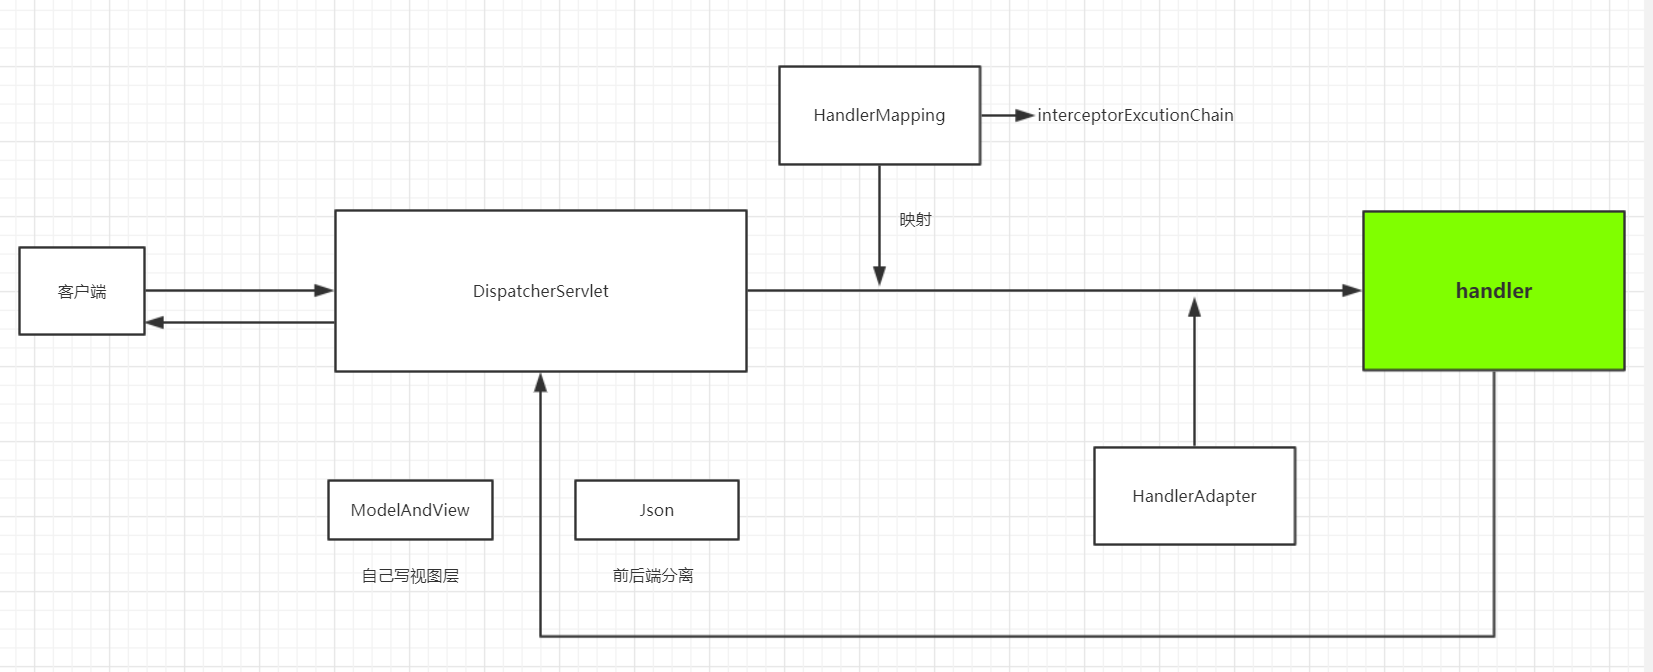 HandlerMapping
interceptorExcutionChain
映射
客户端
DispatcherServlet
handler
HandlerAdapter
ModelAndView
Json
自己写视图层
前后端分离